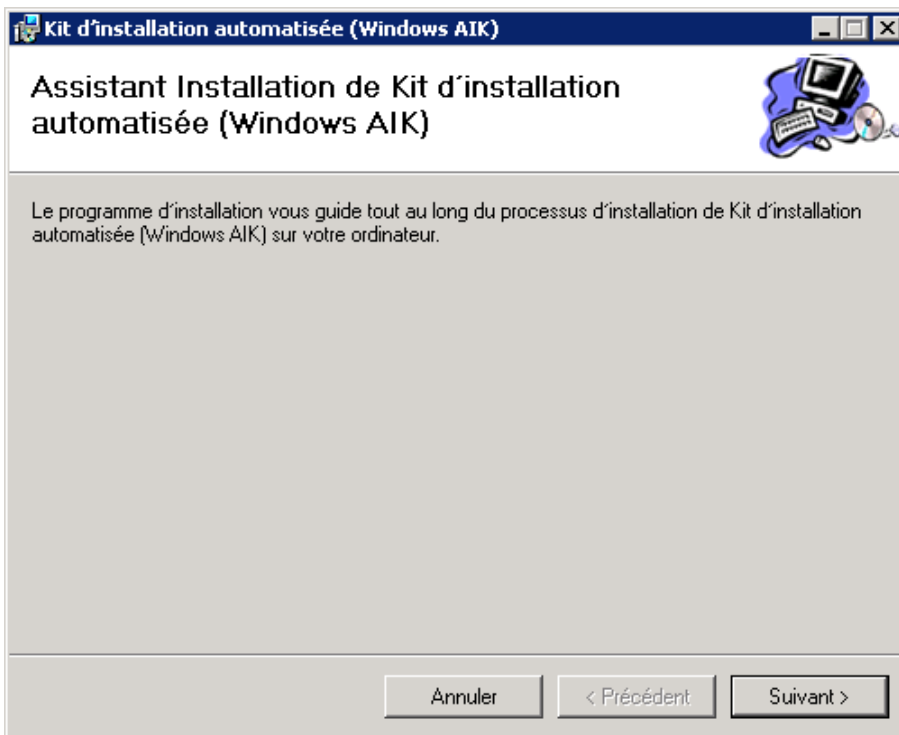 Kit d'installation automatisée (Windows AIK)
Assistant Installation de Kit d´installation
automatisée (Windows AIK)
Le programme d´installation vous guide tout au long du processus d´installation de Kit d´installation
automatisée (Windows AIK) sur votre ordinateur.
Annuler
< Précédent
Suivant >